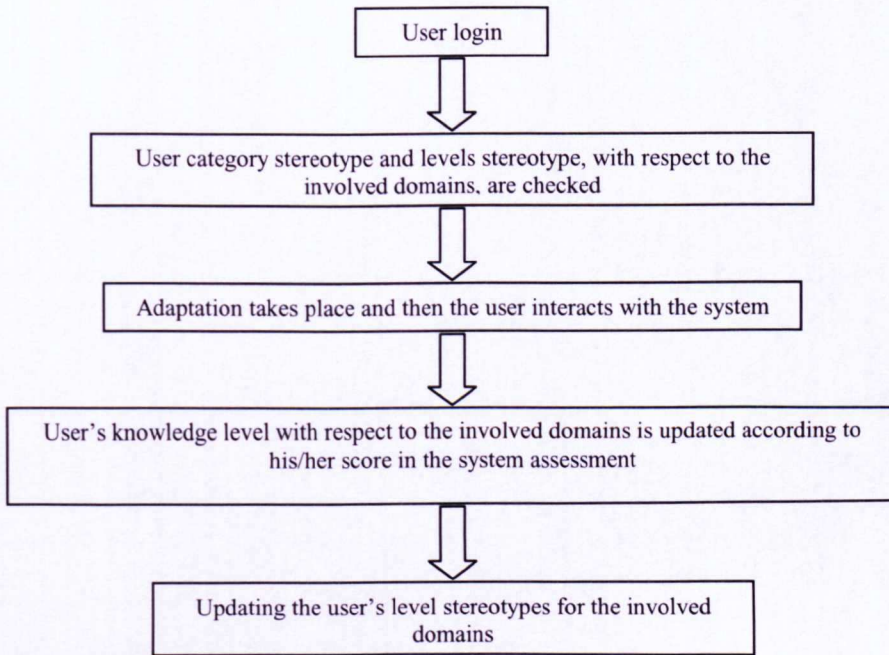 User login
User category stereotype and levels stereotype, with respect to the
involved domains, are checked
Adaptation takes place and then the user interacts with the system
User's knowledge level with respect to the involved domains is updated according to
his/her score in the system assessment
Updating the user's level stereotypes for the involved
domains